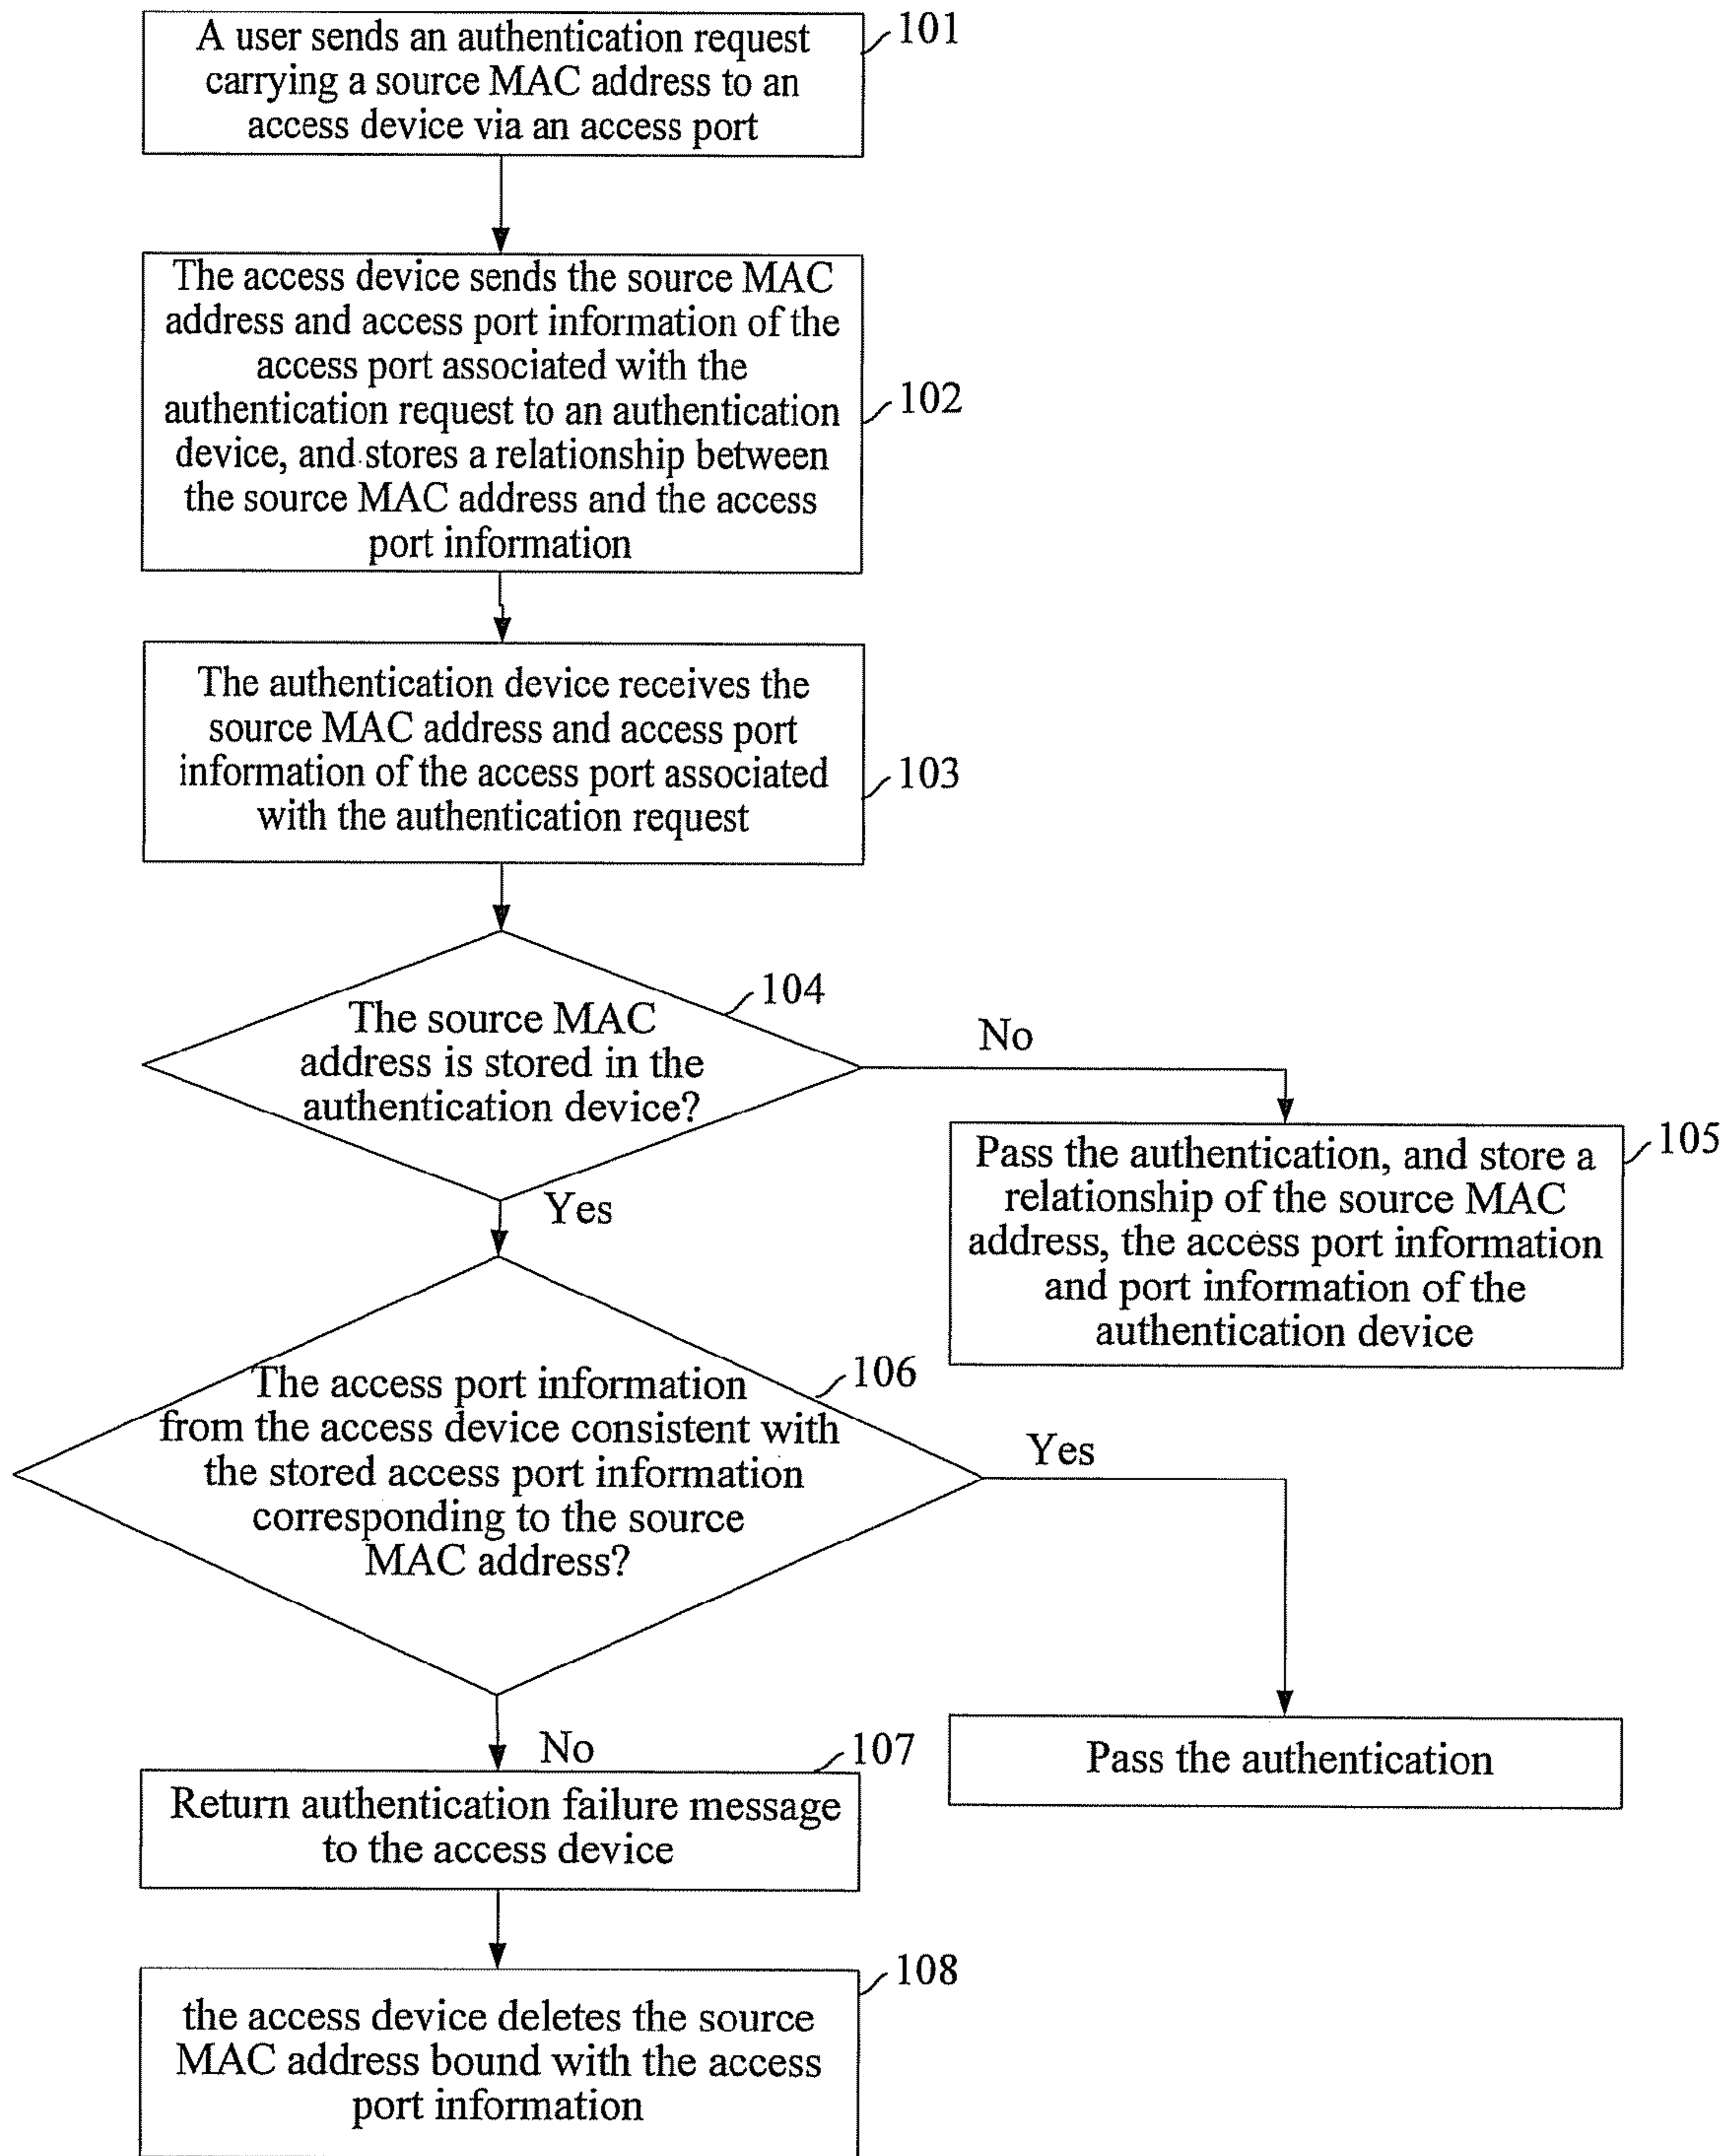 A user sends an authentication request
carrying a source MAC address to an
access device via an access port
101
The access device sends the source MAC
address and access port information of the
access port associated with the
authentication request to an authentication
device, and stores a relationship between
the source MAC address and the access
port information
102
The authentication device receives the
source MAC address and access port
information of the access port associated
with the authentication request
103
The source MAC
address is stored in the
authentication device?
104
No
Yes
Pass the authentication, and store a
relationship of the source MAC
address, the access port information
and port information of the
authentication device
105
The access port information
from the access device consistent with
the stored access port information
corresponding to the source
MAC address?
106
Yes
No
Pass the authentication
Return authentication failure message
to the access device
107
the access device deletes the source
MAC address bound with the access
port information
108